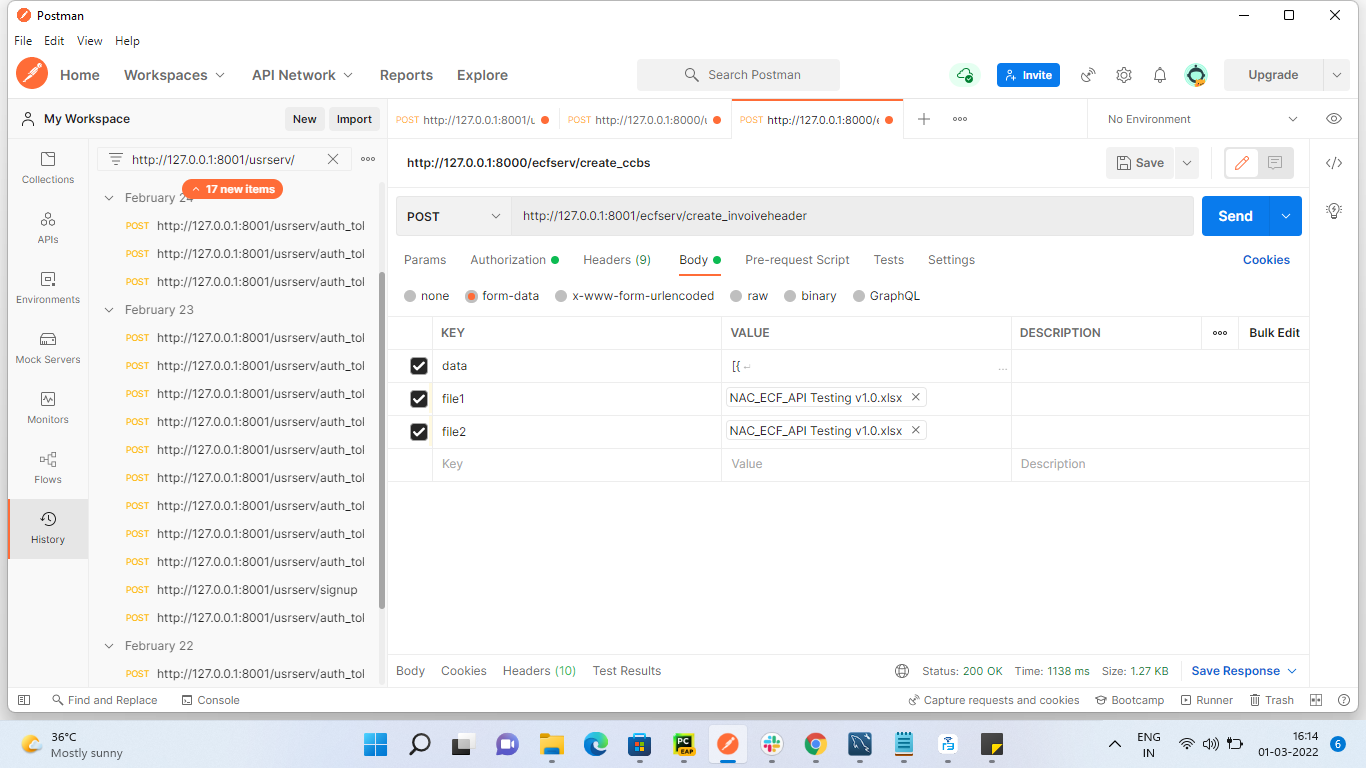 Postman
File Edit View Help
Home Workspaces API Network Reports Explore Search Postman Invite Upgrade
My Workspace New Import POST http://127.0.0.1:8001/u POST http://127.0.0.1:8000/u POST http://127.0.0.1:8000/e No Environment
http://127.0.0.1:8001/usrserv/
http://127.0.0.1:8000/ecfserv/create_ccbs Save
Collections
APIs
Environments
Mock Servers
Monitors
Flows
History
February 24
17 new items
POST http://127.0.0.1:8001/usrserv/auth_tol
POST http://127.0.0.1:8001/usrserv/auth_tol
POST http://127.0.0.1:8001/usrserv/auth_tol
February 23
POST http://127.0.0.1:8001/usrserv/auth_tol
POST http://127.0.0.1:8001/usrserv/auth_tol
POST http://127.0.0.1:8001/usrserv/auth_tol
POST http://127.0.0.1:8001/usrserv/auth_tol
POST http://127.0.0.1:8001/usrserv/auth_tol
POST http://127.0.0.1:8001/usrserv/auth_tol
POST http://127.0.0.1:8001/usrserv/auth_tol
POST http://127.0.0.1:8001/usrserv/auth_tol
POST http://127.0.0.1:8001/usrserv/auth_tol
POST http://127.0.0.1:8001/usrserv/signup
POST http://127.0.0.1:8001/usrserv/auth_tol
February 22
POST http://127.0.0.1:8001/usrserv/auth_tol
POST http://127.0.0.1:8001/ecfserv/create_invoiveheader Send
Params Authorization Headers (9) Body Pre-request Script Tests Settings Cookies
none form-data x-www-form-urlencoded raw binary GraphQL
KEY VALUE DESCRIPTION ooo Bulk Edit
data [{ ...
file1 NAC_ECF_API Testing v1.0.xlsx
file2 NAC_ECF_API Testing v1.0.xlsx
Key Value Description
Body Cookies Headers (10) Test Results Status: 200 OK Time: 1138 ms Size: 1.27 KB Save Response
Find and Replace Console Capture requests and cookies Bootcamp Runner Trash
36°C
Mostly sunny
PC
EAP
ENG
IN
16:14
01-03-2022
6